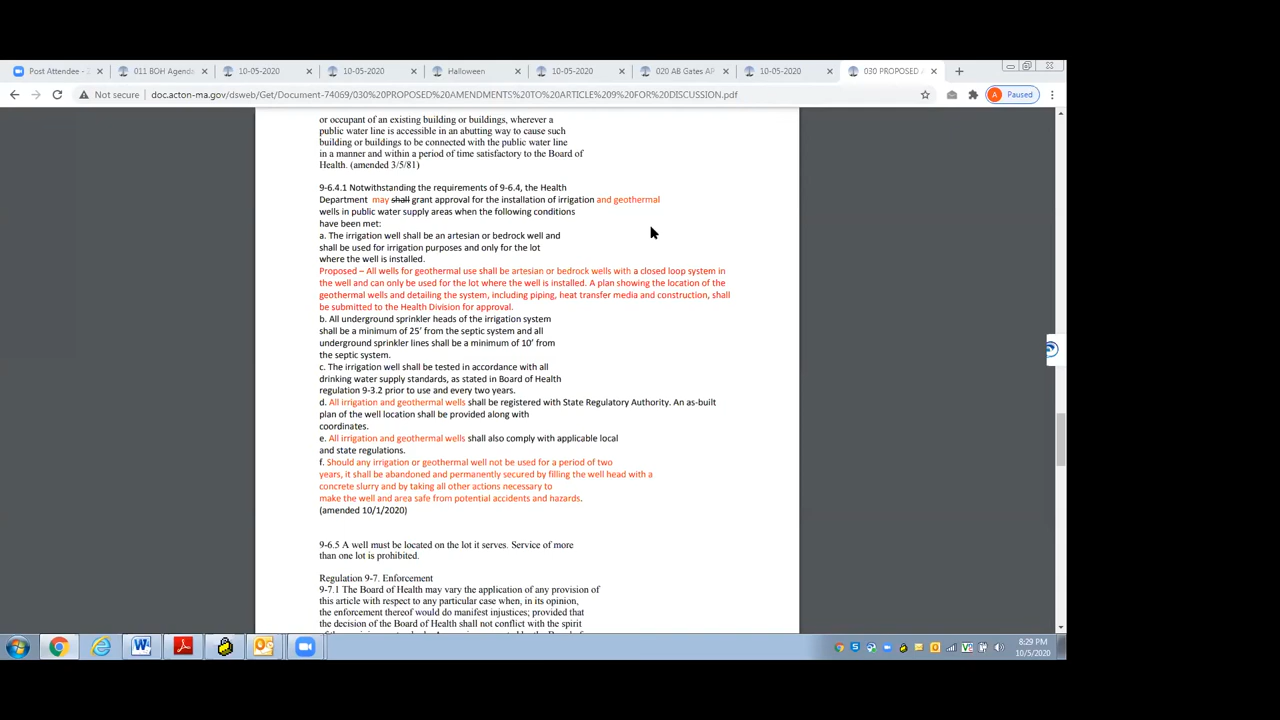 Post Attendee -
011 BOH Agenda
10-05-2020
10-05-2020
Halloween
10-05-2020
020 AB Gates AP
10-05-2020
030 PROPOSED
Not secure
doc.acton-ma.gov/dsweb/Get/Document-74069/030%20PROPOSED%20AMENDMENTS%20TO%20ARTICLE%209%20FOR%20DISCUSSION.pdf
A Paused
or occupant of an existing building or buildings, wherever a
public water line is accessible in an abutting way to cause such
building or buildings to be connected with the public water line
in a manner and within a period of time satisfactory to the Board of
Health. (amended 3/5/81)
9-6.4.1 Notwithstanding the requirements of 9-6.4, the Health
Department may shall grant approval for the installation of irrigation and geothermal
wells in public water supply areas when the following conditions
have been met:
a. The irrigation well shall be an artesian or bedrock well and
shall be used for irrigation purposes and only for the lot
where the well is installed.
Proposed – All wells for geothermal use shall be artesian or bedrock wells with a closed loop system in
the well and can only be used for the lot where the well is installed. A plan showing the location of the
geothermal wells and detailing the system, including piping, heat transfer media and construction, shall
be submitted to the Health Division for approval.
b. All underground sprinkler heads of the irrigation system
shall be a minimum of 25' from the septic system and all
underground sprinkler lines shall be a minimum of 10' from
the septic system.
c. The irrigation well shall be tested in accordance with all
drinking water supply standards, as stated in Board of Health
regulation 9-3.2 prior to use and every two years.
d. All irrigation and geothermal wells shall be registered with State Regulatory Authority. An as-built
plan of the well location shall be provided along with
coordinates.
e. All irrigation and geothermal wells shall also comply with applicable local
and state regulations.
f. Should any irrigation or geothermal well not be used for a period of two
years, it shall be abandoned and permanently secured by filling the well head with a
concrete slurry and by taking all other actions necessary to
make the well and area safe from potential accidents and hazards.
(amended 10/1/2020)
9-6.5 A well must be located on the lot it serves. Service of more
than one lot is prohibited.
Regulation 9-7. Enforcement
9-7.1 The Board of Health may vary the application of any provision of
this article with respect to any particular case when, in its opinion,
the enforcement thereof would do manifest injustices; provided that
the decision of the Board of Health shall not conflict with the spirit
8:29 PM
10/5/2020